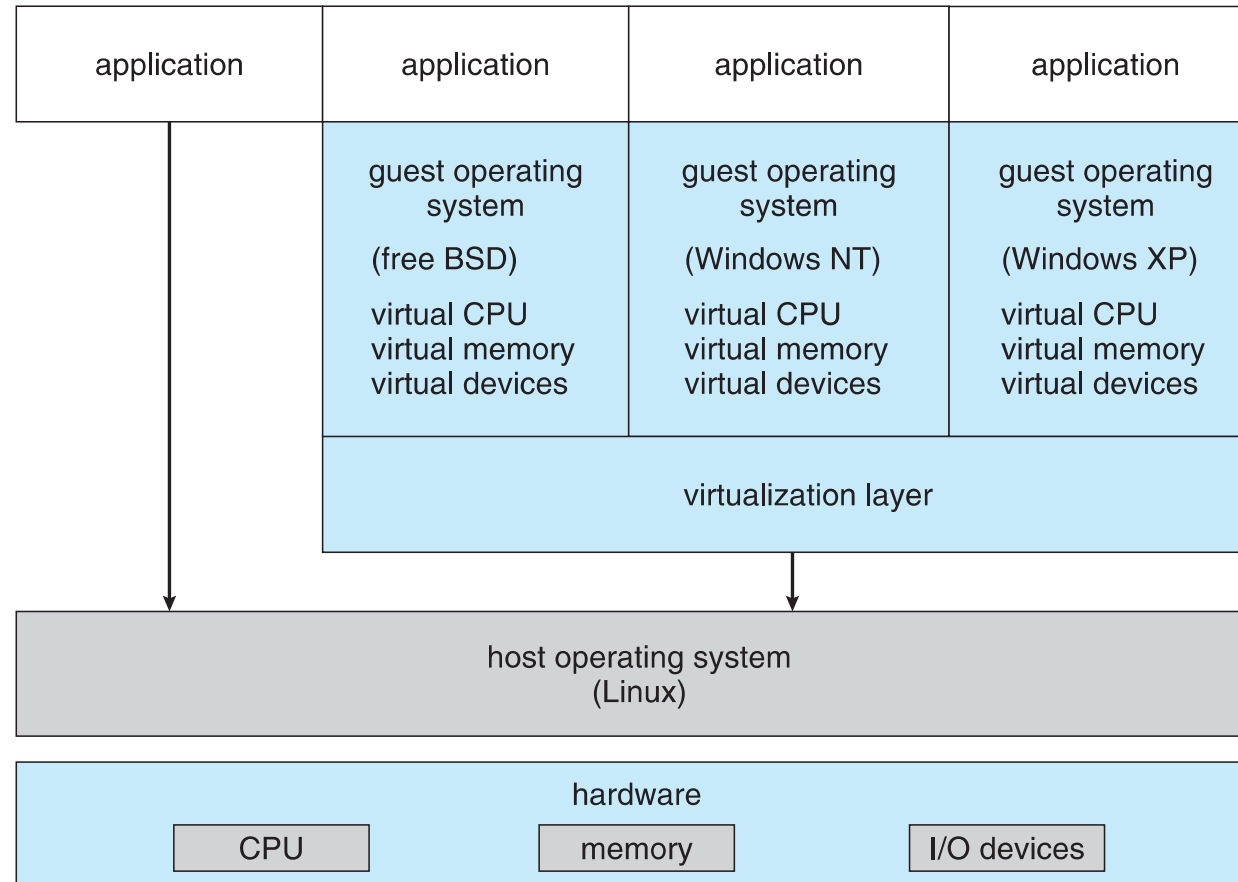 application
application
application
application
guest operating
system
(free BSD)
virtual CPU
virtual memory
virtual devices
guest operating
system
(Windows NT)
virtual CPU
virtual memory
virtual devices
guest operating
system
(Windows XP)
virtual CPU
virtual memory
virtual devices
virtualization layer
host operating system
(Linux)
hardware
CPU
memory
I/O devices